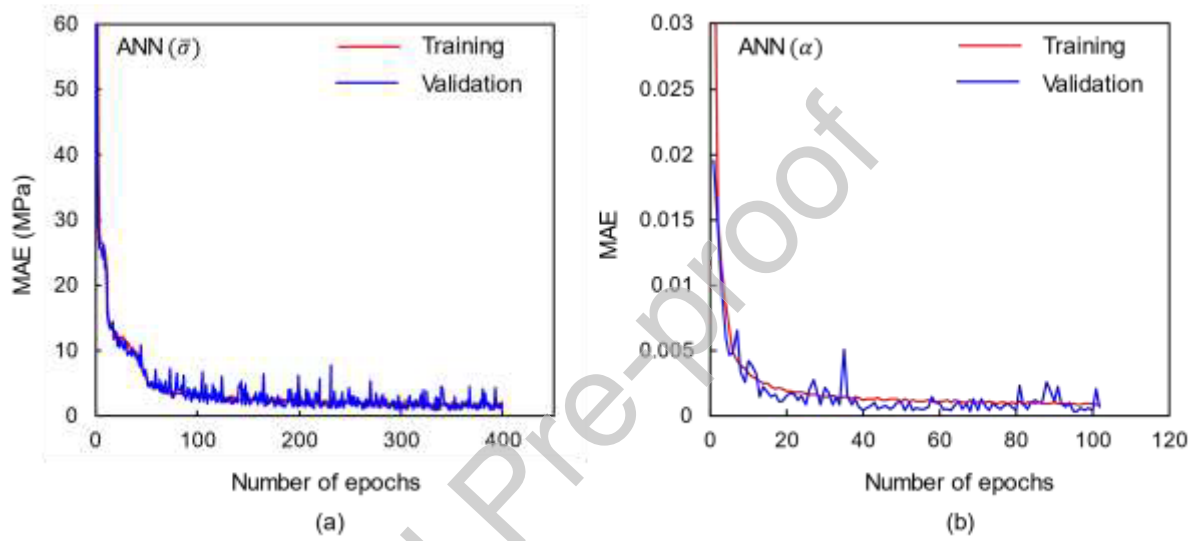 60
50
40
30
20
10
0
MAE (MPa)
ANN (σ̄)
Training
Validation
0 100 200 300 400
Number of epochs
(a)
0.03
0.025
0.02
0.015
0.01
0.005
0
MAE
ANN (α)
Training
Validation
0 20 40 60 80 100 120
Number of epochs
(b)
Pre-proof